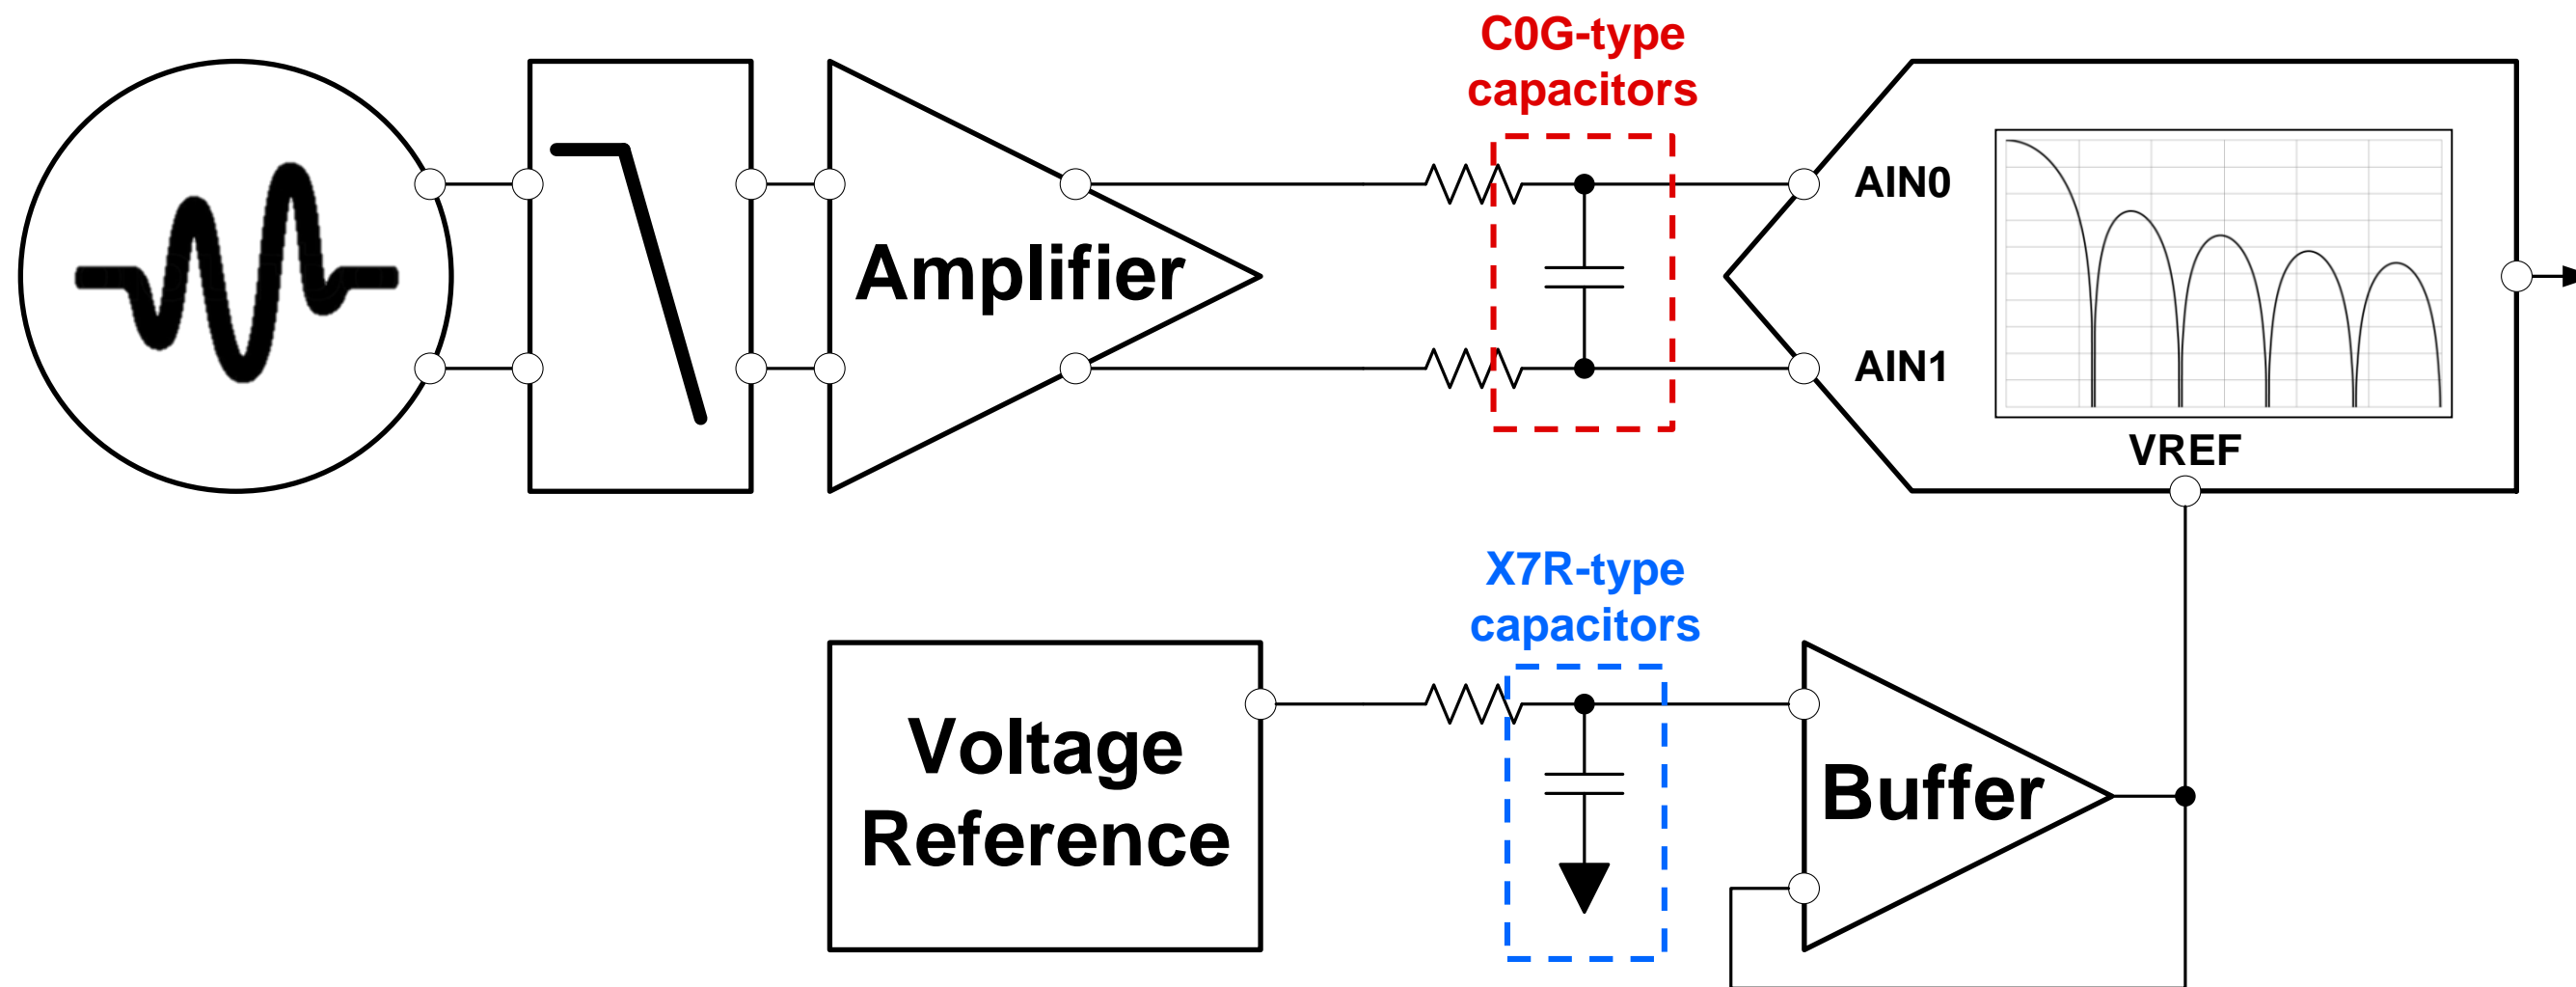 C0G-type
capacitors
Amplifier
AIN0
AIN1
VREF
X7R-type
capacitors
Voltage
Reference
Buffer